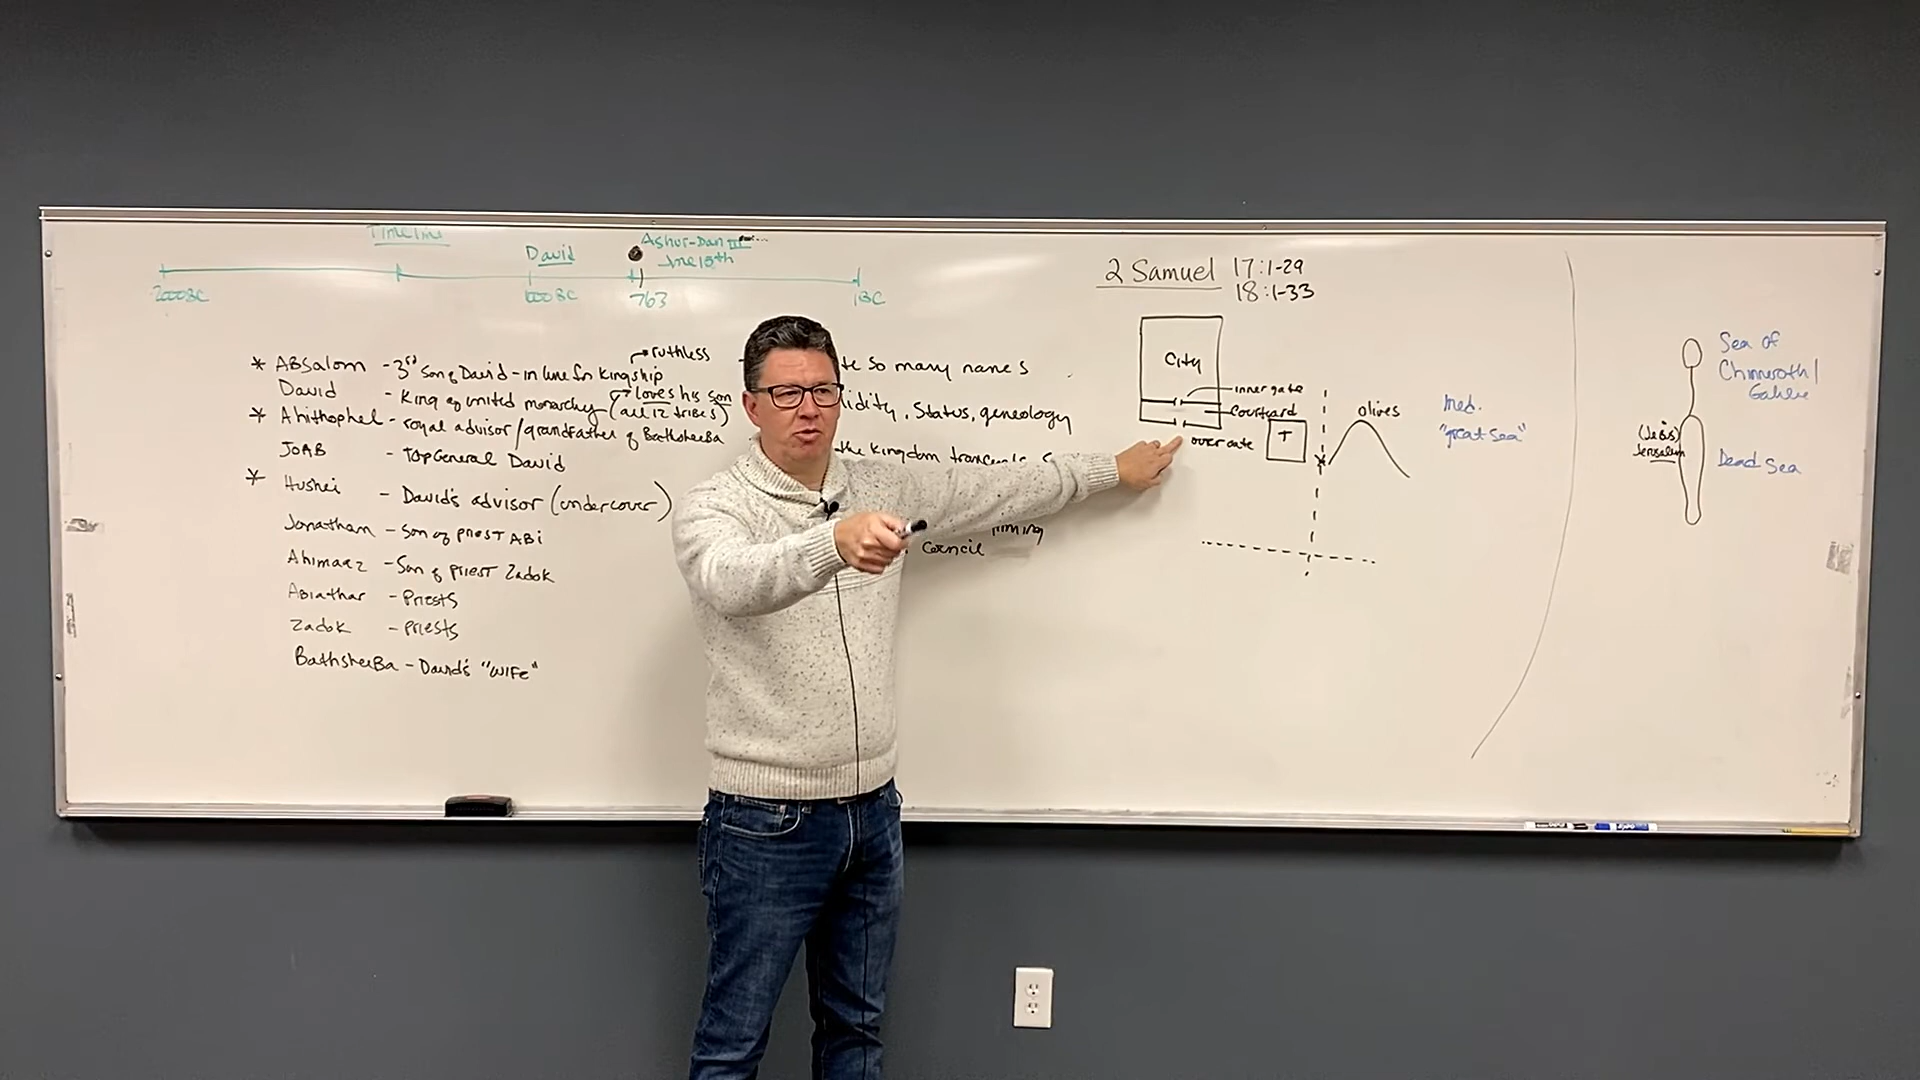 Timeline
David
Ashur-Dan III
June 15th
2000BC
1000BC
763
1BC
* ABSalom - 3rd Son of David - in line for kingship
ruthless
David - King of united monarchy (all 12 tribes)
loves his son
* Ahithophel - royal advisor/grandfather of BathsheBa
JOAB - Top General David
* Hushai - David's advisor (undercover)
Jonathan - Son of priest ABi
Ahimaaz - Son of priest Zadok
Abiathar - Priests
Zadok - Priests
BathsheBa - David's "WIFE"
so many names
, Status, geneology
the Kingdom
Council
2 Samuel 17:1-29
18:1-33
City
inner gate
Courtyard
T
olives
Med.
"great Sea"
Sea of
Chinneroth/
Galilee
(Jebis)
Jerusalem
Dead Sea